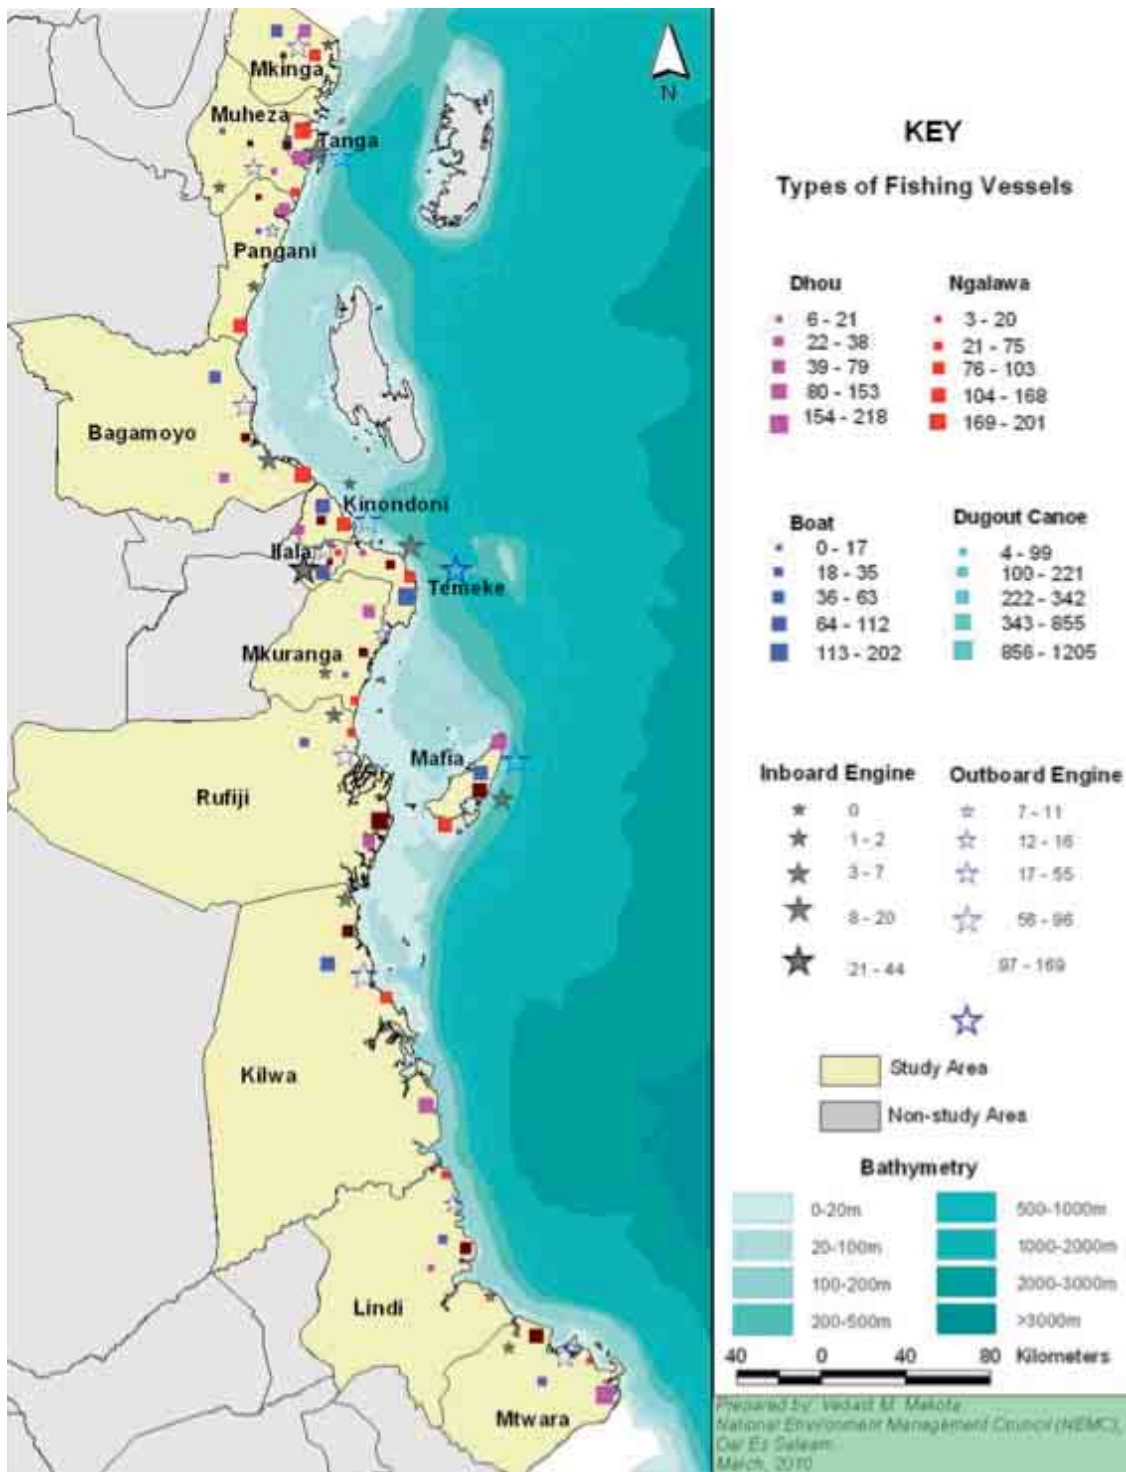 Mkinga
Muheza
Tanga
Pangani
Bagamoyo
Kinondoni
Ilala
Temeke
Mkuranga
Mafia
Rufiji
Kilwa
Lindi
Mtwara
N
KEY
Types of Fishing Vessels
Dhou
6 - 21
22 - 38
39 - 79
80 - 153
154 - 218
Ngalawa
3 - 20
21 - 75
76 - 103
104 - 168
169 - 201
Boat
0 - 17
18 - 35
36 - 63
64 - 112
113 - 202
Dugout Canoe
4 - 99
100 - 221
222 - 342
343 - 855
856 - 1205
Inboard Engine
0
1 - 2
3 - 7
8 - 20
21 - 44
Outboard Engine
7 - 11
12 - 16
17 - 55
56 - 96
97 - 169
Study Area
Non-study Area
Bathymetry
0-20m
20-100m
100-200m
200-500m
500-1000m
1000-2000m
2000-3000m
>3000m
40 0 40 80 Kilometers
Prepared by: Vedast M. Makota
National Environment Management Council (NEMC),
Dar Es Salaam
March, 2010